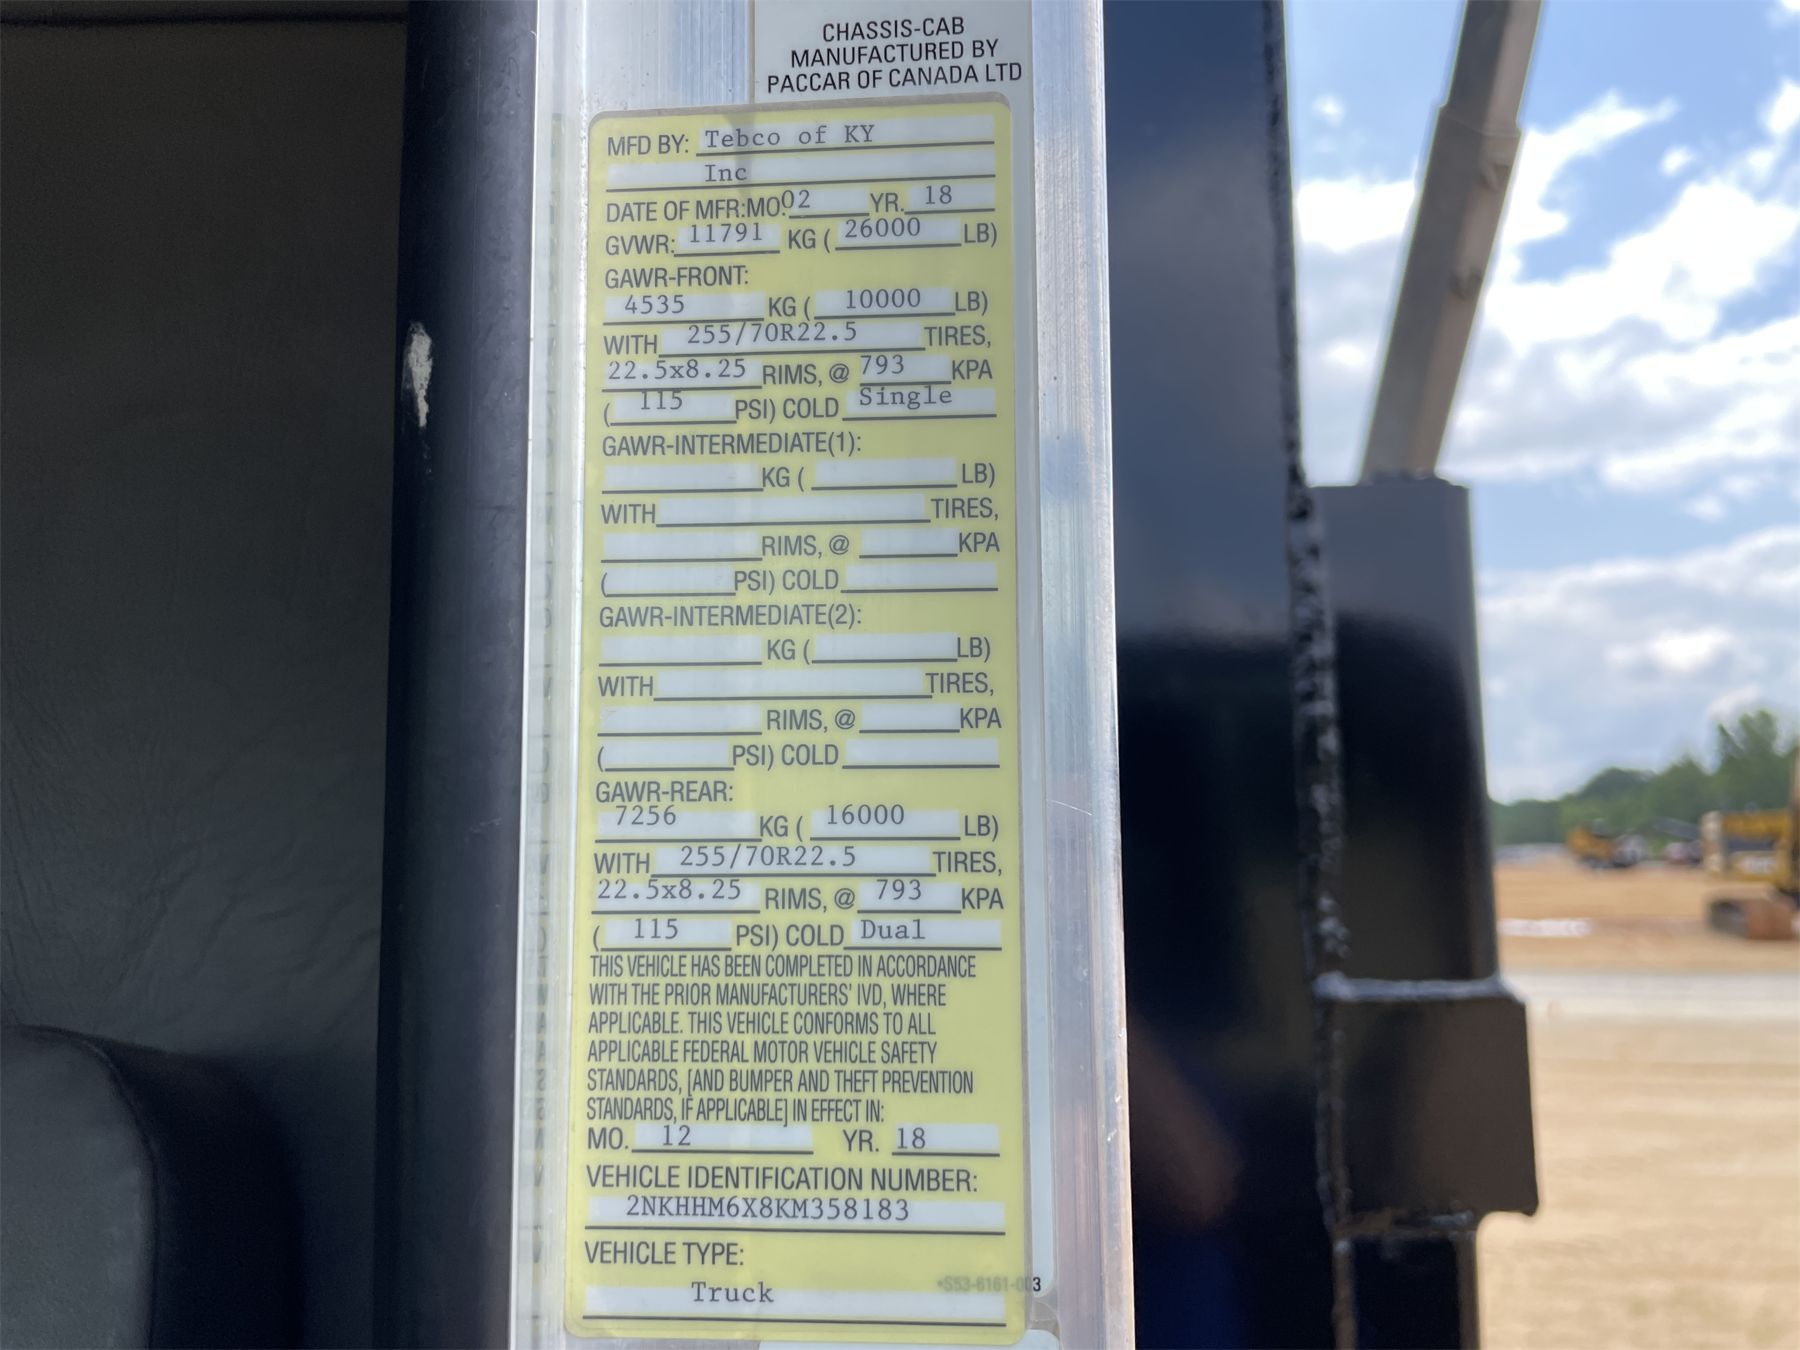 CHASSIS-CAB
MANUFACTURED BY
PACCAR OF CANADA LTD
MFD BY: Tebco of KY
Inc
DATE OF MFR:MO. 02 YR. 18
GVWR: 11791 KG ( 26000 LB)
GAWR-FRONT:
4535 KG ( 10000 LB)
WITH 255/70R22.5 TIRES,
22.5x8.25 RIMS, @ 793 KPA
( 115 PSI) COLD Single
GAWR-INTERMEDIATE(1):
KG ( LB)
WITH TIRES,
RIMS, @ KPA
( PSI) COLD
GAWR-INTERMEDIATE(2):
KG ( LB)
WITH TIRES,
RIMS, @ KPA
( PSI) COLD
GAWR-REAR:
7256 KG ( 16000 LB)
WITH 255/70R22.5 TIRES,
22.5x8.25 RIMS, @ 793 KPA
( 115 PSI) COLD Dual
THIS VEHICLE HAS BEEN COMPLETED IN ACCORDANCE
WITH THE PRIOR MANUFACTURERS' IVD, WHERE
APPLICABLE. THIS VEHICLE CONFORMS TO ALL
APPLICABLE FEDERAL MOTOR VEHICLE SAFETY
STANDARDS, [AND BUMPER AND THEFT PREVENTION
STANDARDS, IF APPLICABLE] IN EFFECT IN:
MO. 12 YR. 18
VEHICLE IDENTIFICATION NUMBER:
2NKHHM6X8KM358183
VEHICLE TYPE:
Truck